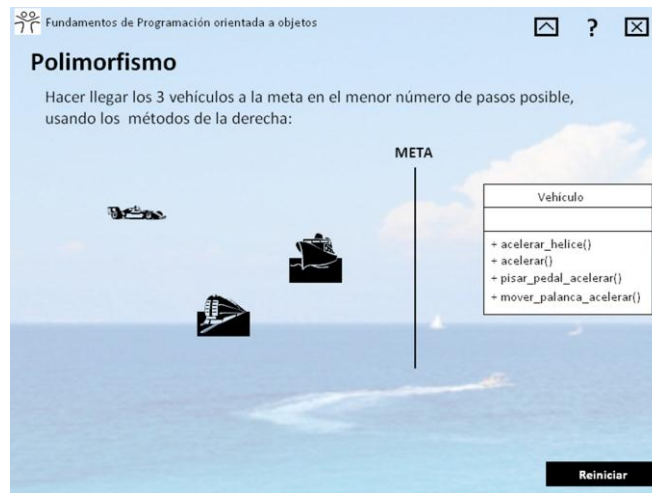 Fundamentos de Programación orientada a objetos
?
Polimorfismo
Hacer llegar los 3 vehículos a la meta en el menor número de pasos posible,
usando los métodos de la derecha:
META
Vehículo
+ acelerar_helice()
+ acelerar()
+ pisar_pedal_acelerar()
+ mover_palanca_acelerar()
Reiniciar